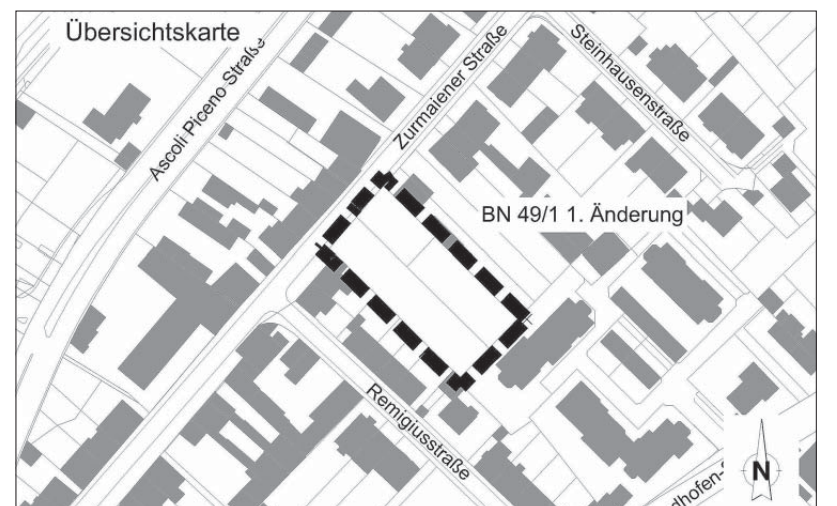 Übersichtskarte
Ascoli Piceno Straße
Zurmaiener Straße
Steinhausenstraße
BN 49/1 1. Änderung
Remigiusstraße
N